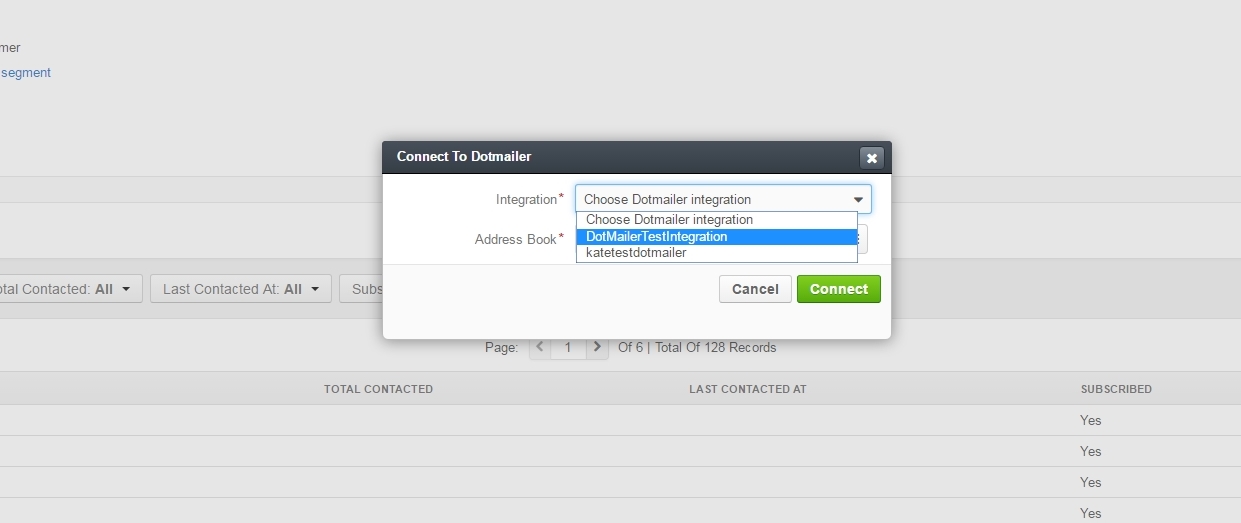 mer
segment
Connect To Dotmailer
Integration*
Choose Dotmailer integration
Choose Dotmailer integration
DotMailerTestIntegration
katetestdotmailer
Address Book*
otal Contacted: All
Last Contacted At: All
Subs
Cancel
Connect
Page:
1
Of 6 | Total Of 128 Records
TOTAL CONTACTED LAST CONTACTED AT SUBSCRIBED
Yes
Yes
Yes
Yes